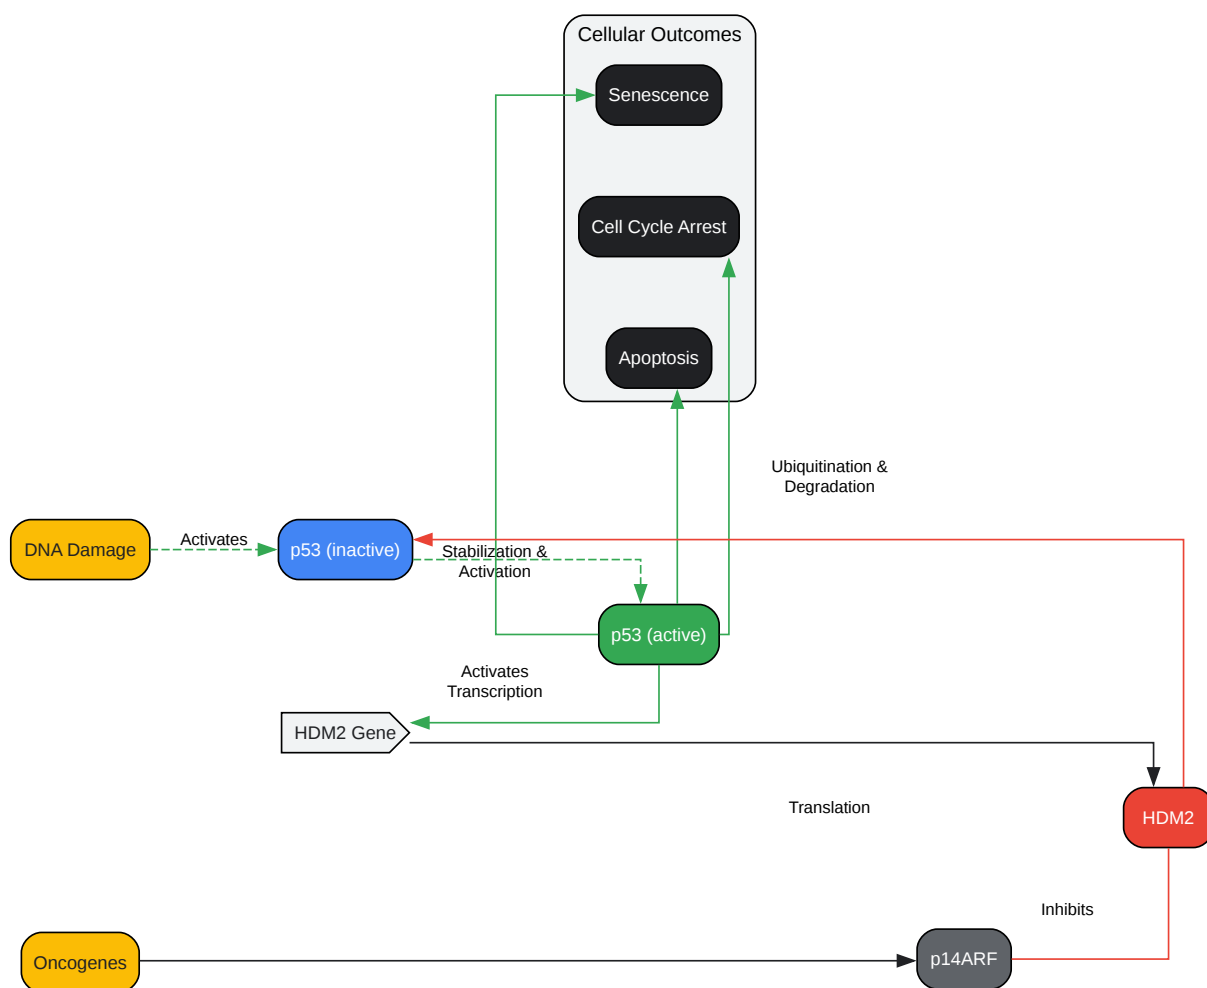 Cellular Outcomes
Senescence
Cell Cycle Arrest
Apoptosis
Ubiquitination &
Degradation
DNA Damage
Activates
p53 (inactive)
Stabilization &
Activation
p53 (active)
Activates
Transcription
HDM2 Gene
Translation
HDM2
Inhibits
Oncogenes
p14ARF